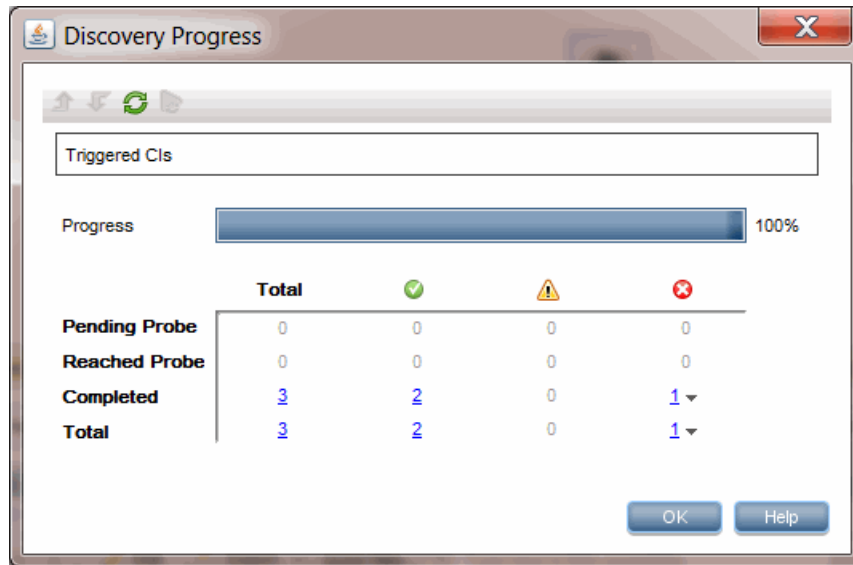 Discovery Progress
Triggered CIs
Progress 100%
Total
Pending Probe 0 0 0 0
Reached Probe 0 0 0 0
Completed 3 2 0 1
Total 3 2 0 1
OK Help